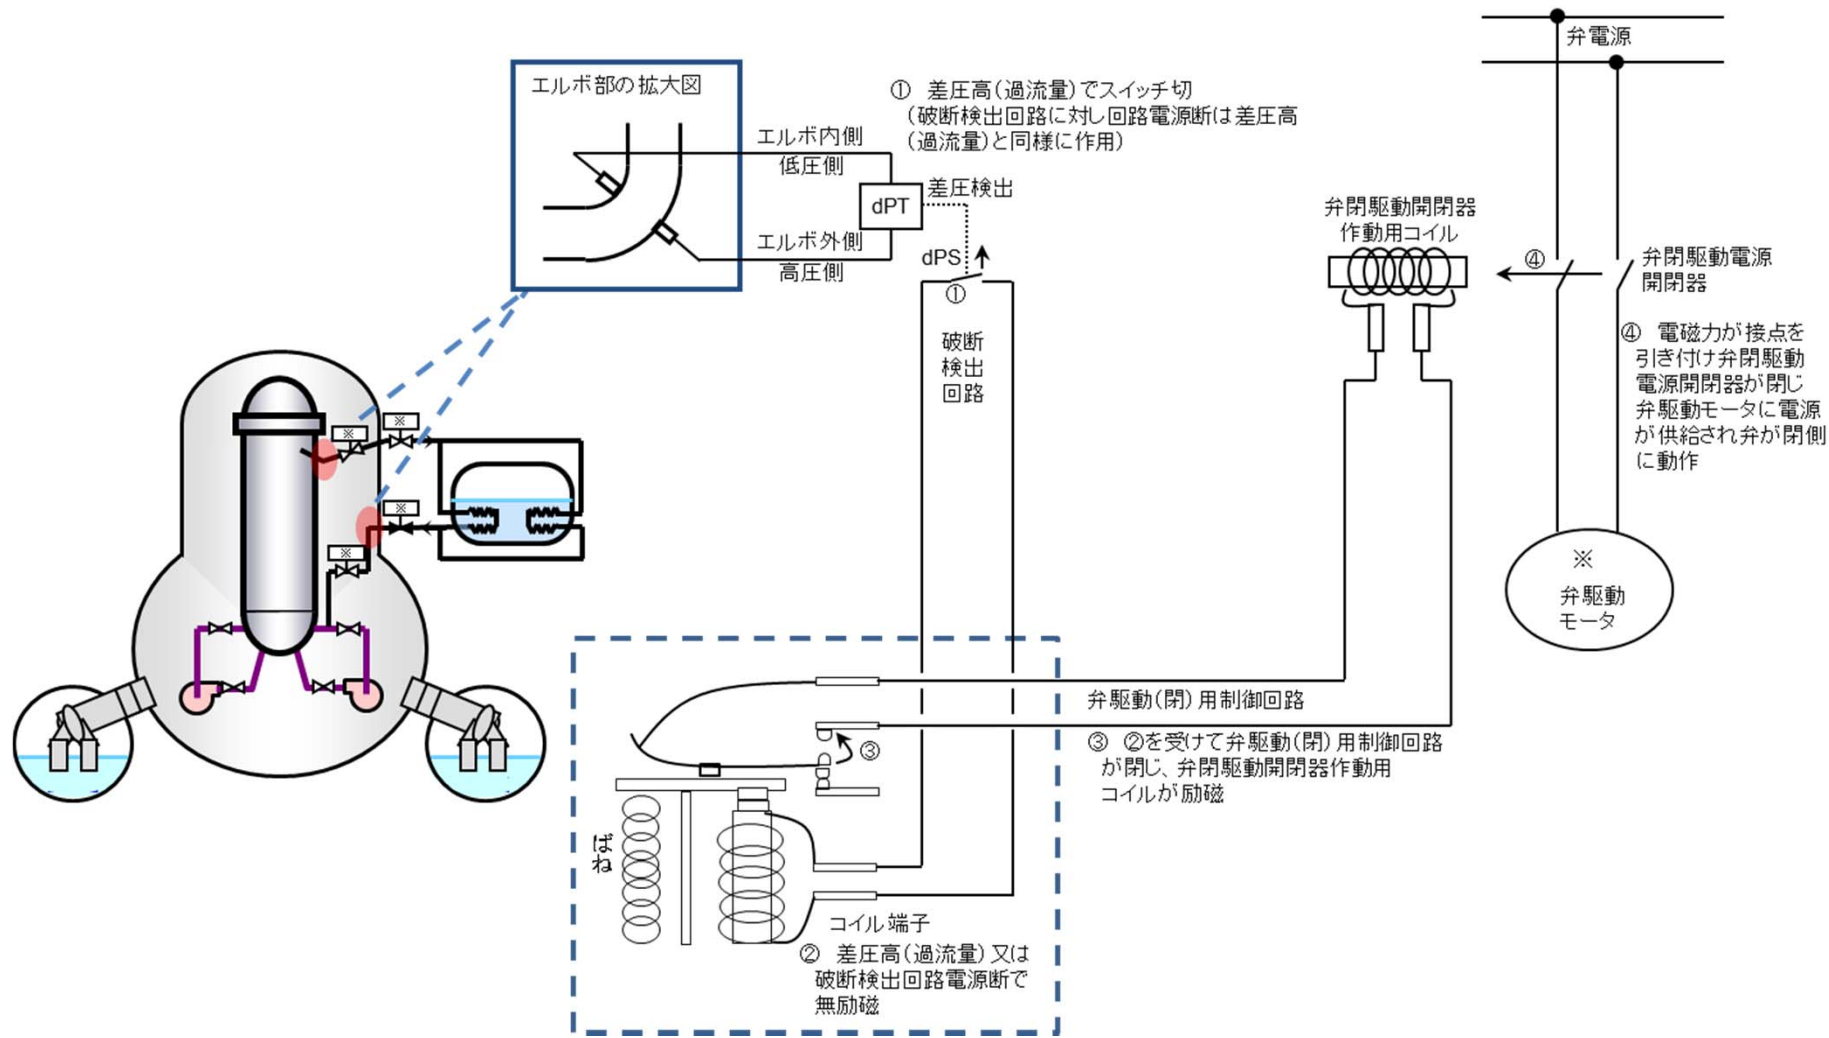 弁電源
エルボ部の拡大図
① 差圧高(過流量)でスイッチ切
(破断検出回路に対し回路電源断は差圧高
(過流量)と同様に作用)
エルボ内側
低圧側
差圧検出
dPT
エルボ外側
高圧側
dPS
①
破断
検出
回路
弁閉駆動開閉器
作動用コイル
④
弁閉駆動電源
開閉器
④ 電磁力が接点を
引き付け弁閉駆動
電源開閉器が閉じ
弁駆動モータに電源
が供給され弁が閉側
に動作
※
※
※
※
※
弁駆動
モータ
弁駆動(閉)用制御回路
③
③ ②を受けて弁駆動(閉)用制御回路
が閉じ、弁閉駆動開閉器作動用
コイルが励磁
ばね
コイル端子
② 差圧高(過流量)又は
破断検出回路電源断で
無励磁